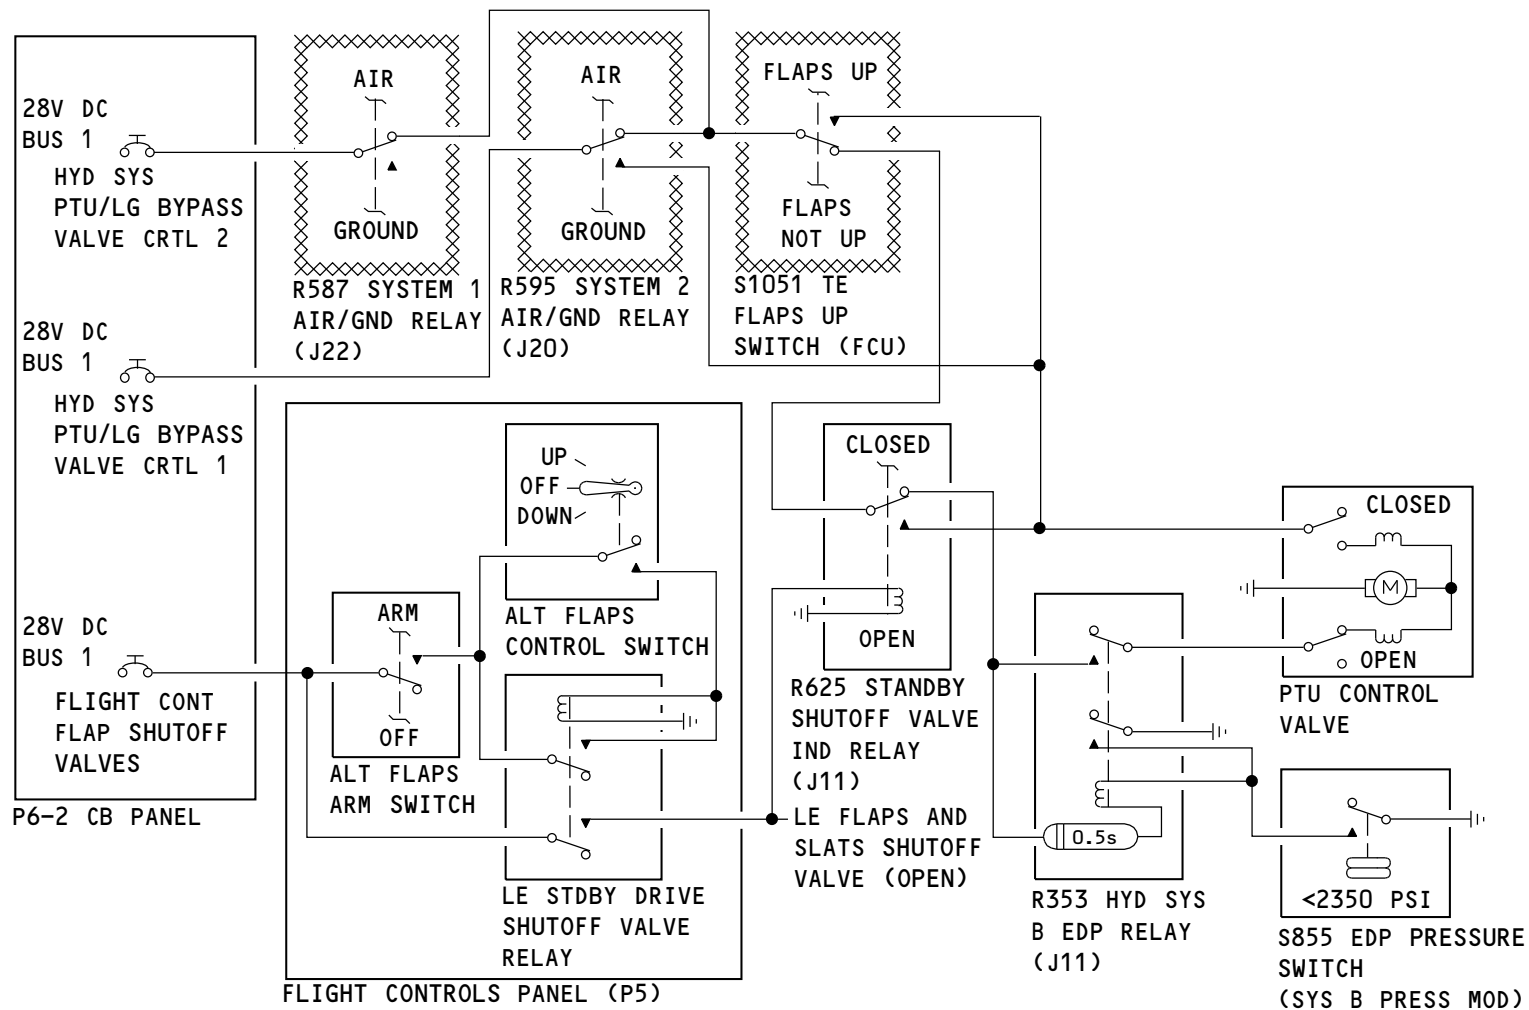 28V DC
BUS 1
HYD SYS
PTU/LG BYPASS
VALVE CRTL 2
28V DC
BUS 1
HYD SYS
PTU/LG BYPASS
VALVE CRTL 1
28V DC
BUS 1
FLIGHT CONT
FLAP SHUTOFF
VALVES
P6-2 CB PANEL
AIR
GROUND
R587 SYSTEM 1
AIR/GND RELAY
(J22)
AIR
GROUND
R595 SYSTEM 2
AIR/GND RELAY
(J20)
FLAPS UP
FLAPS
NOT UP
S1051 TE
FLAPS UP
SWITCH (FCU)
UP
OFF
DOWN
ALT FLAPS
CONTROL SWITCH
ARM
OFF
ALT FLAPS
ARM SWITCH
LE STDBY DRIVE
SHUTOFF VALVE
RELAY
FLIGHT CONTROLS PANEL (P5)
CLOSED
OPEN
R625 STANDBY
SHUTOFF VALVE
IND RELAY
(J11)
LE FLAPS AND
SLATS SHUTOFF
VALVE (OPEN)
0.5s
R353 HYD SYS
B EDP RELAY
(J11)
CLOSED
M
OPEN
PTU CONTROL
VALVE
<2350 PSI
S855 EDP PRESSURE
SWITCH
(SYS B PRESS MOD)